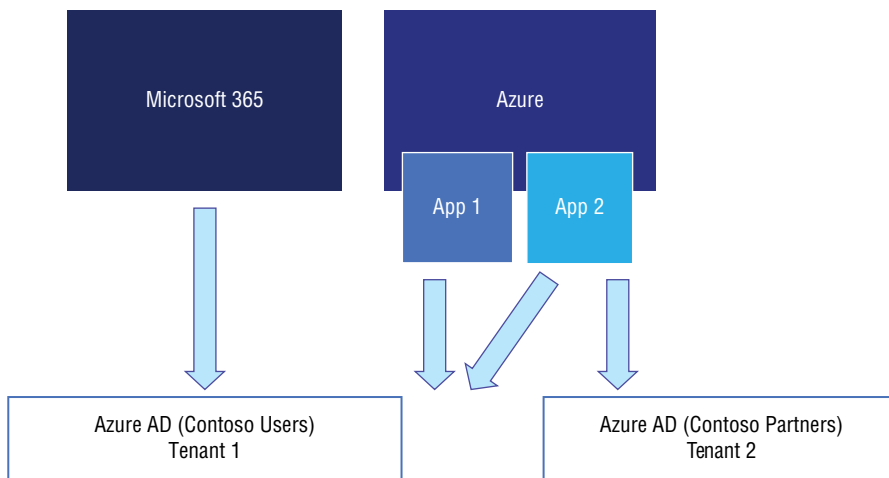 Microsoft 365
Azure
App 1
App 2
Azure AD (Contoso Users)
Tenant 1
Azure AD (Contoso Partners)
Tenant 2